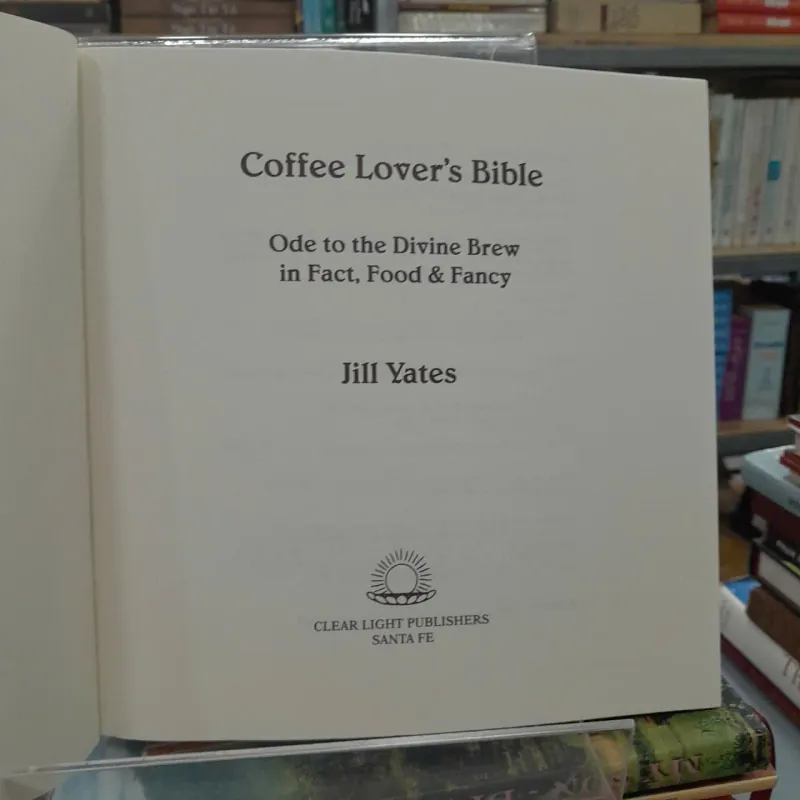 Coffee Lover's Bible
Ode to the Divine Brew
in Fact, Food & Fancy
Jill Yates
CLEAR LIGHT PUBLISHERS
SANTA FE